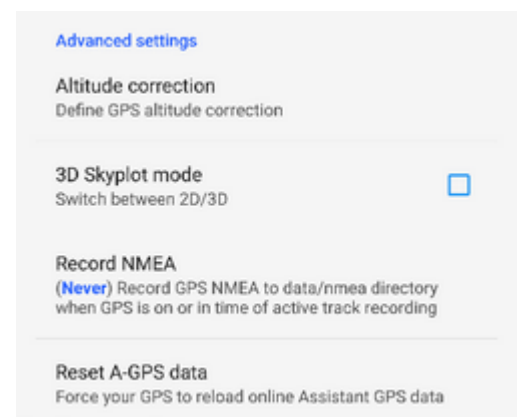 Advanced settings
Altitude correction
Define GPS altitude correction
3D Skyplot mode
Switch between 2D/3D
Record NMEA
(Never) Record GPS NMEA to data/nmea directory
when GPS is on or in time of active track recording
Reset A-GPS data
Force your GPS to reload online Assistant GPS data